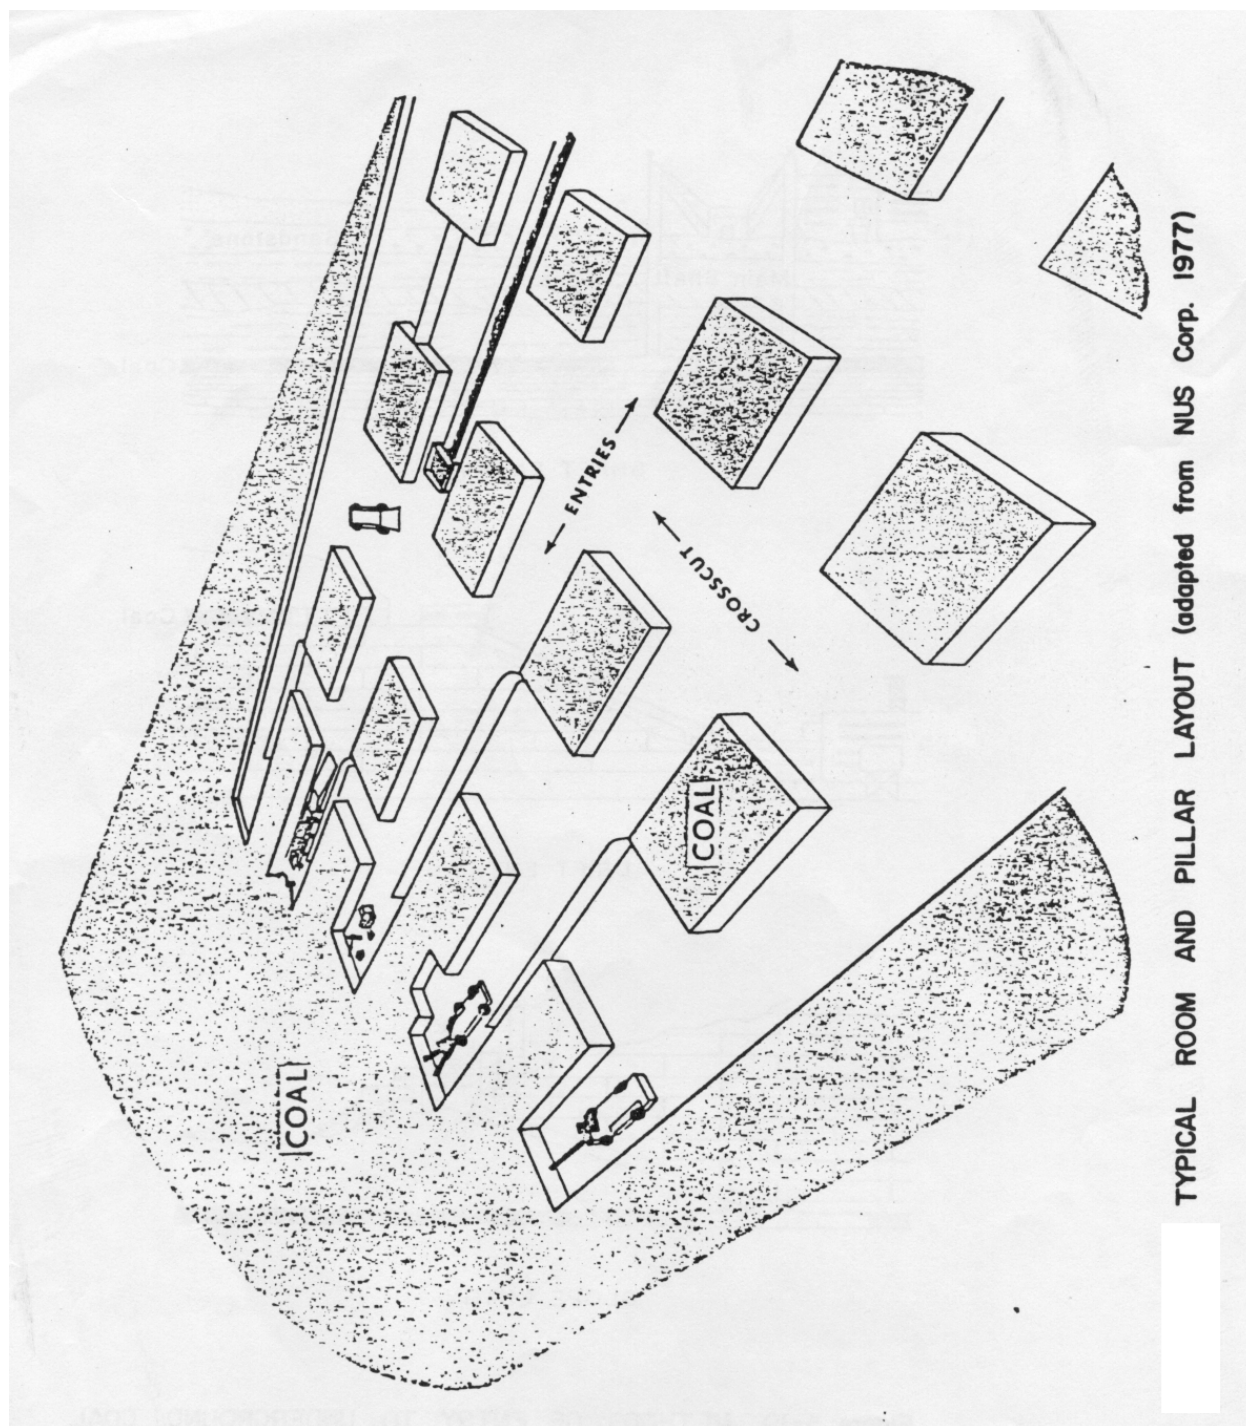 COAL
ENTRIES
COAL
CROSSCUT
TYPICAL ROOM AND PILLAR LAYOUT (adapted from NUS Corp. 1977)